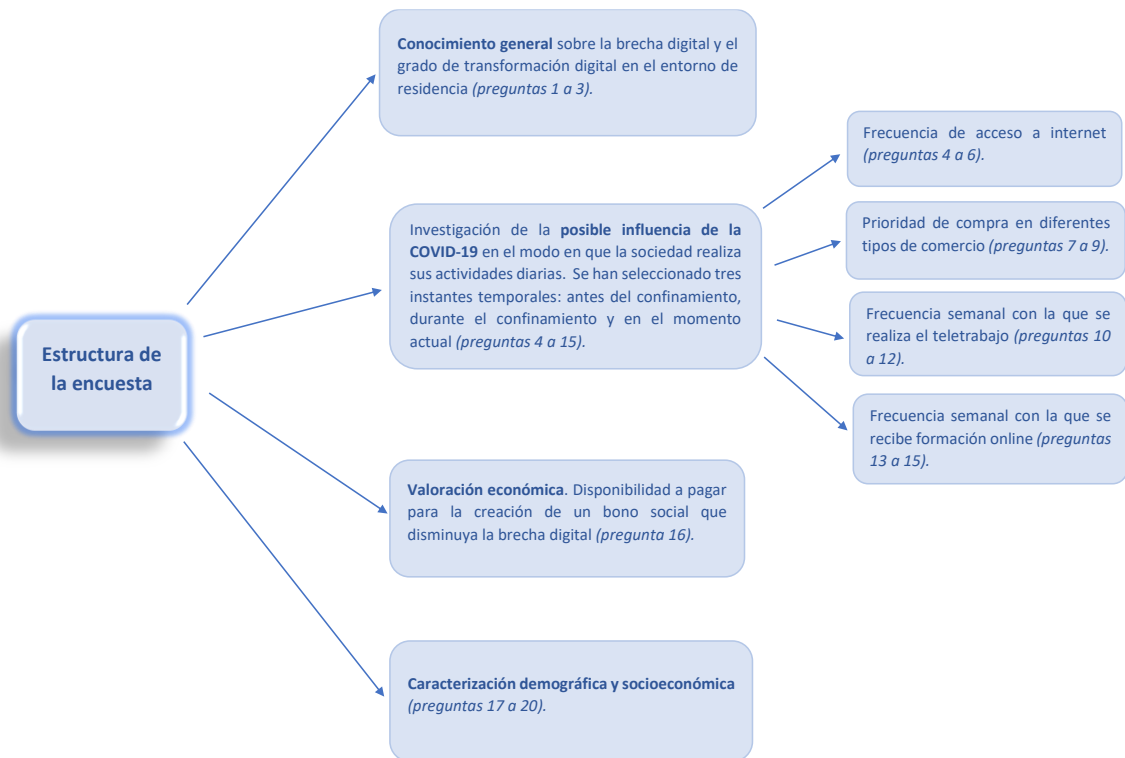 Estructura de
la encuesta
Conocimiento general sobre la brecha digital y el
grado de transformación digital en el entorno de
residencia (preguntas 1 a 3).
Investigación de la posible influencia de la
COVID-19 en el modo en que la sociedad realiza
sus actividades diarias. Se han seleccionado tres
instantes temporales: antes del confinamiento,
durante el confinamiento y en el momento
actual (preguntas 4 a 15).
Frecuencia de acceso a internet
(preguntas 4 a 6).
Prioridad de compra en diferentes
tipos de comercio (preguntas 7 a 9).
Frecuencia semanal con la que se
realiza el teletrabajo (preguntas 10
a 12).
Frecuencia semanal con la que se
recibe formación online (preguntas
13 a 15).
Valoración económica. Disponibilidad a pagar
para la creación de un bono social que
disminuya la brecha digital (pregunta 16).
Caracterización demográfica y socioeconómica
(preguntas 17 a 20).